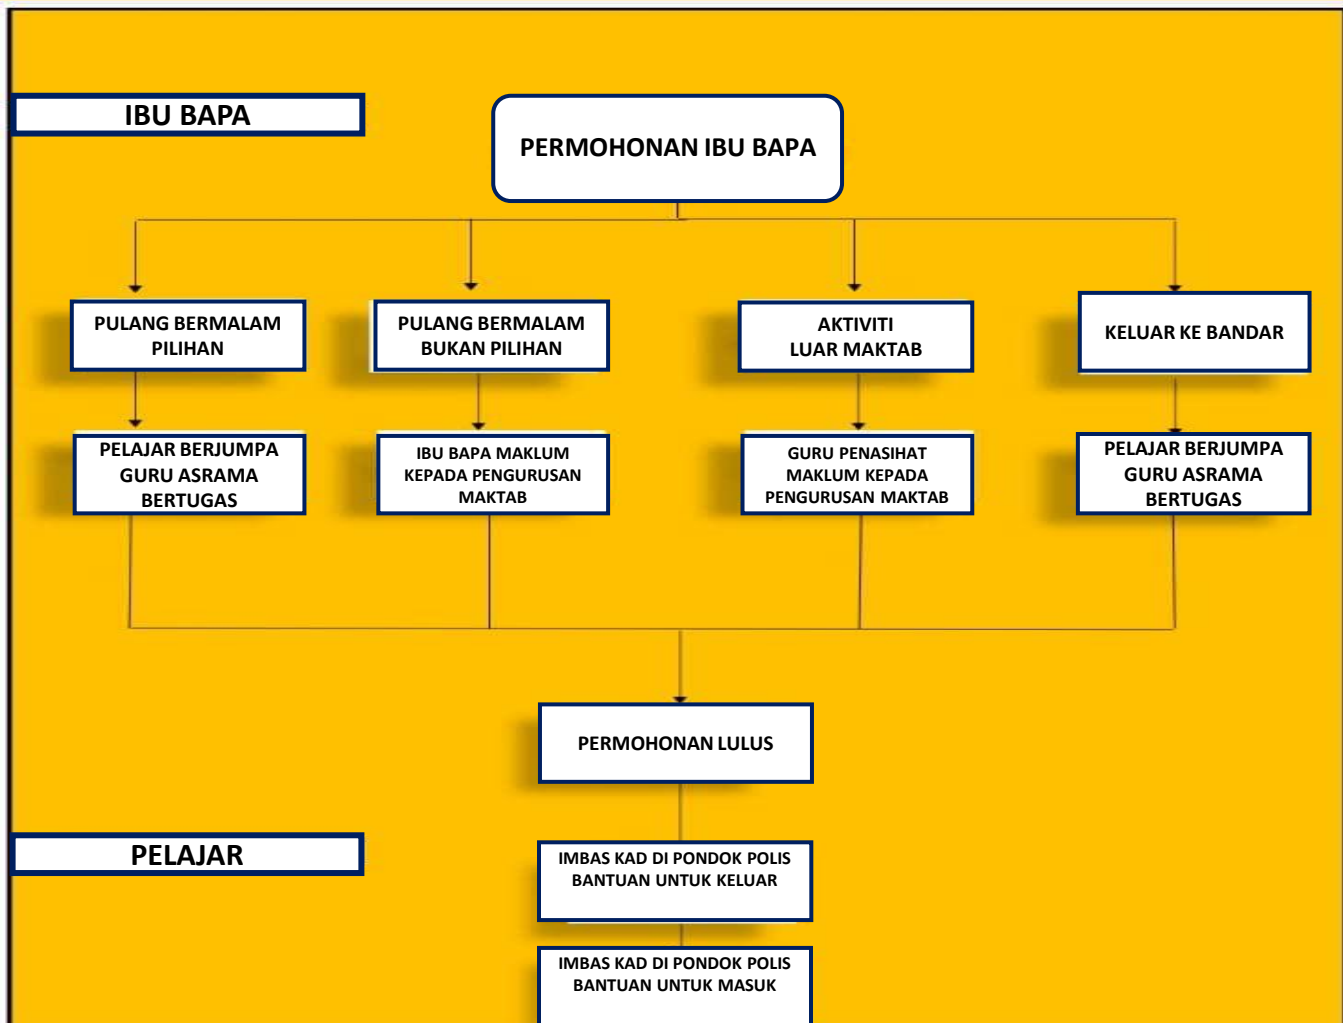 IBU BAPA
PERMOHONAN IBU BAPA
PULANG BERMALAM
PILIHAN
PULANG BERMALAM
BUKAN PILIHAN
AKTIVITI
LUAR MAKTAB
KELUAR KE BANDAR
PELAJAR BERJUMPA
GURU ASRAMA
BERTUGAS
IBU BAPA MAKLUM
KEPADA PENGURUSAN
MAKTAB
GURU PENASIHAT
MAKLUM KEPADA
PENGURUSAN MAKTAB
PELAJAR BERJUMPA
GURU ASRAMA
BERTUGAS
PERMOHONAN LULUS
PELAJAR
IMBAS KAD DI PONDOK POLIS
BANTUAN UNTUK KELUAR
IMBAS KAD DI PONDOK POLIS
BANTUAN UNTUK MASUK